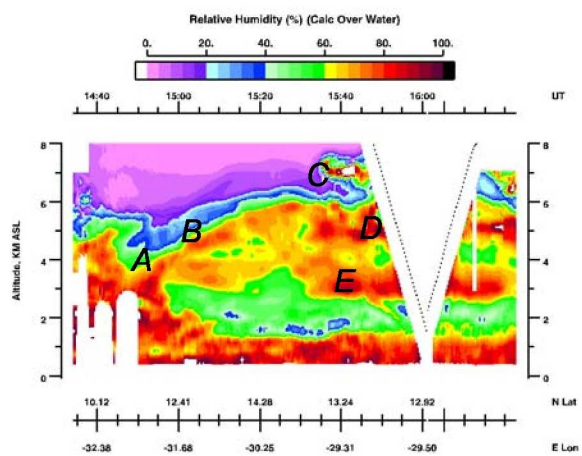 Relative Humidity (%) (Calc Over Water)
0. 20. 40. 60. 80. 100.
14:40 15:00 15:20 15:40 16:00 UT
8 8
C
6 6
B D
A
4 4
E
2 2
0 0
Altitude, KM ASL
10.12 12.41 14.28 13.24 12.92 N Lat
-32.38 -31.68 -30.25 -29.31 -29.50 E Lon